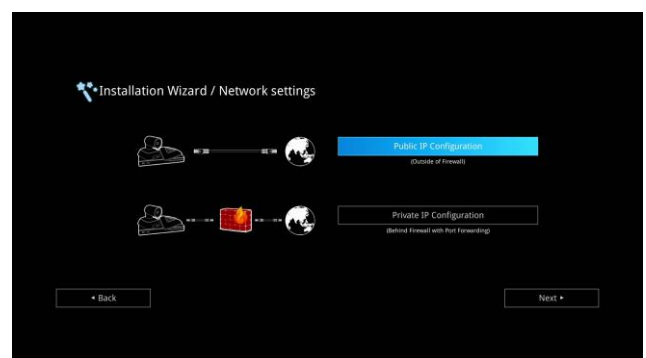 Installation Wizard / Network settings
Public IP Configuration
(Outside of Firewall)
Private IP Configuration
(Behind Firewall with Port Forwarding)
Back
Next